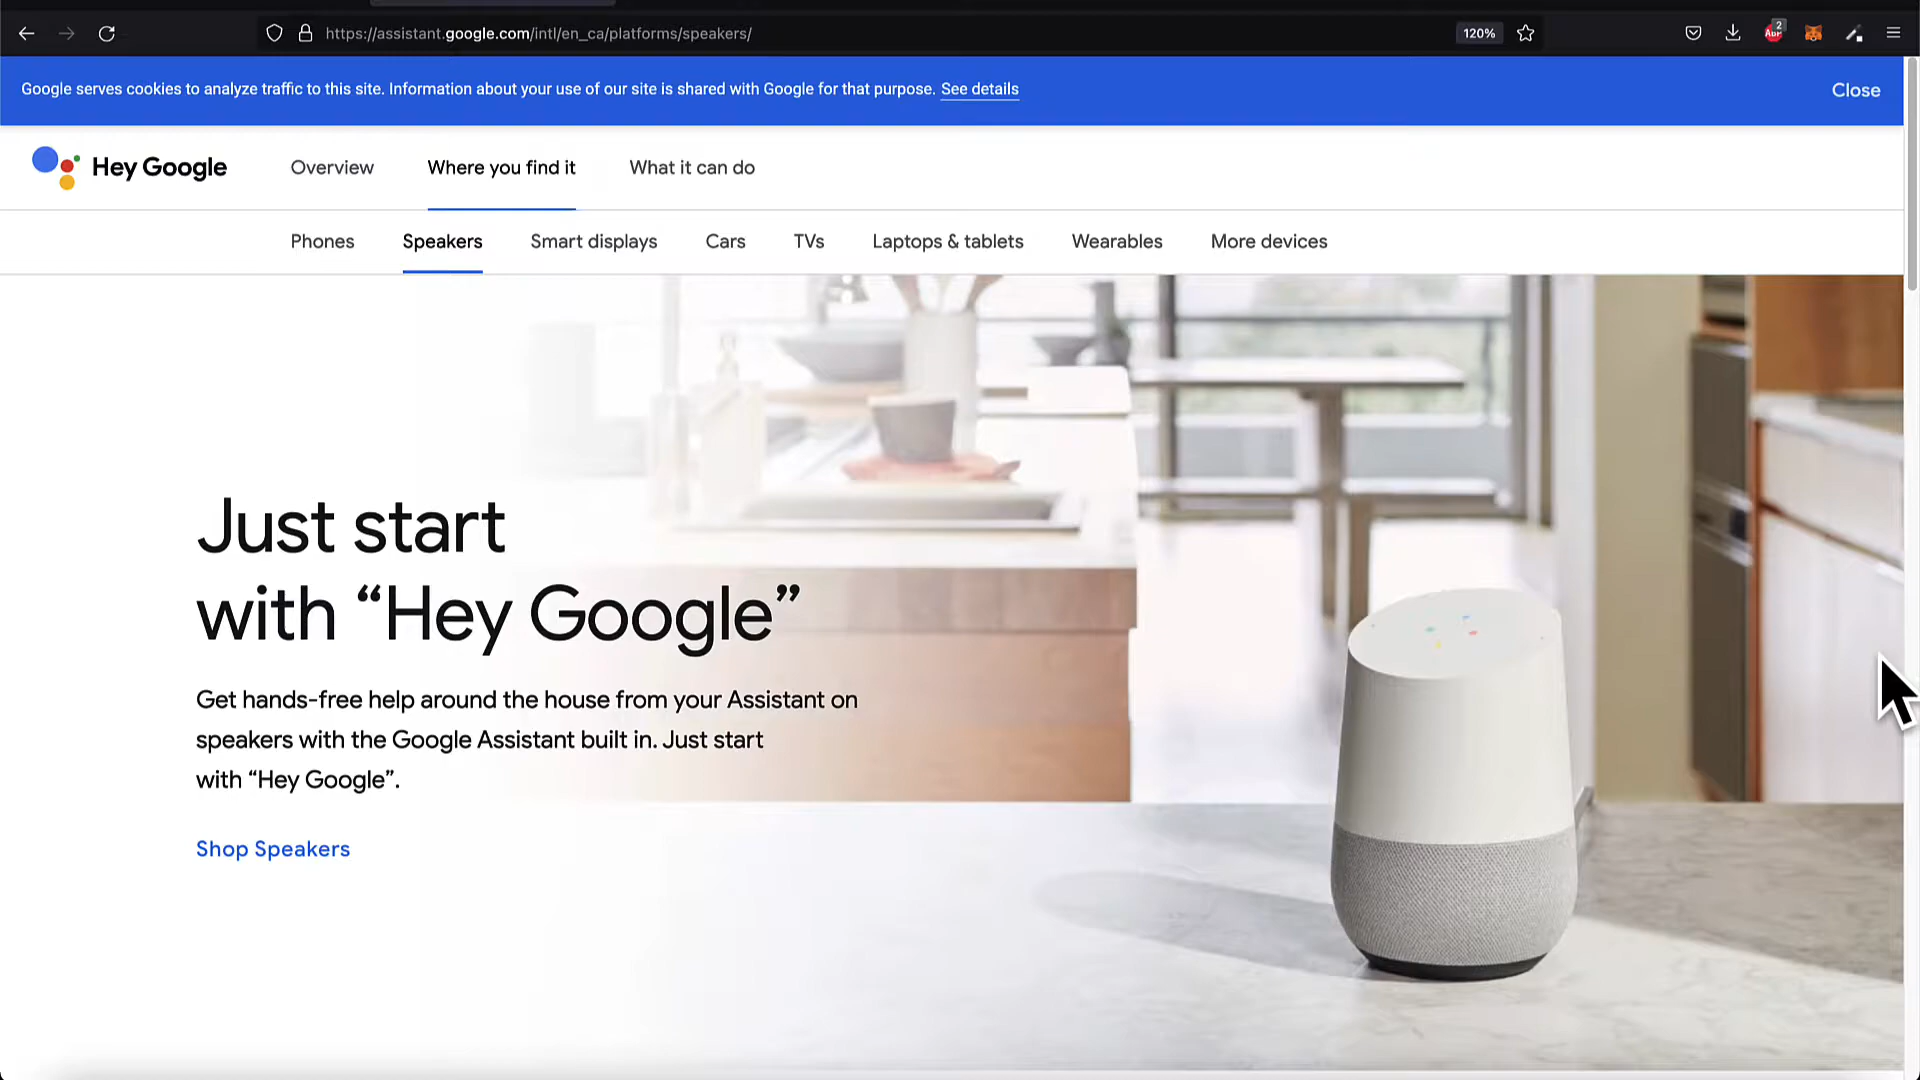 https://assistant.google.com/intl/en_ca/platforms/speakers/
120%
2
ABP
Google serves cookies to analyze traffic to this site. Information about your use of our site is shared with Google for that purpose. See details
Close
Hey Google
Overview
Where you find it
What it can do
Phones
Speakers
Smart displays
Cars
TVs
Laptops & tablets
Wearables
More devices
Just start
with “Hey Google”
Get hands-free help around the house from your Assistant on
speakers with the Google Assistant built in. Just start
with “Hey Google”.
Shop Speakers